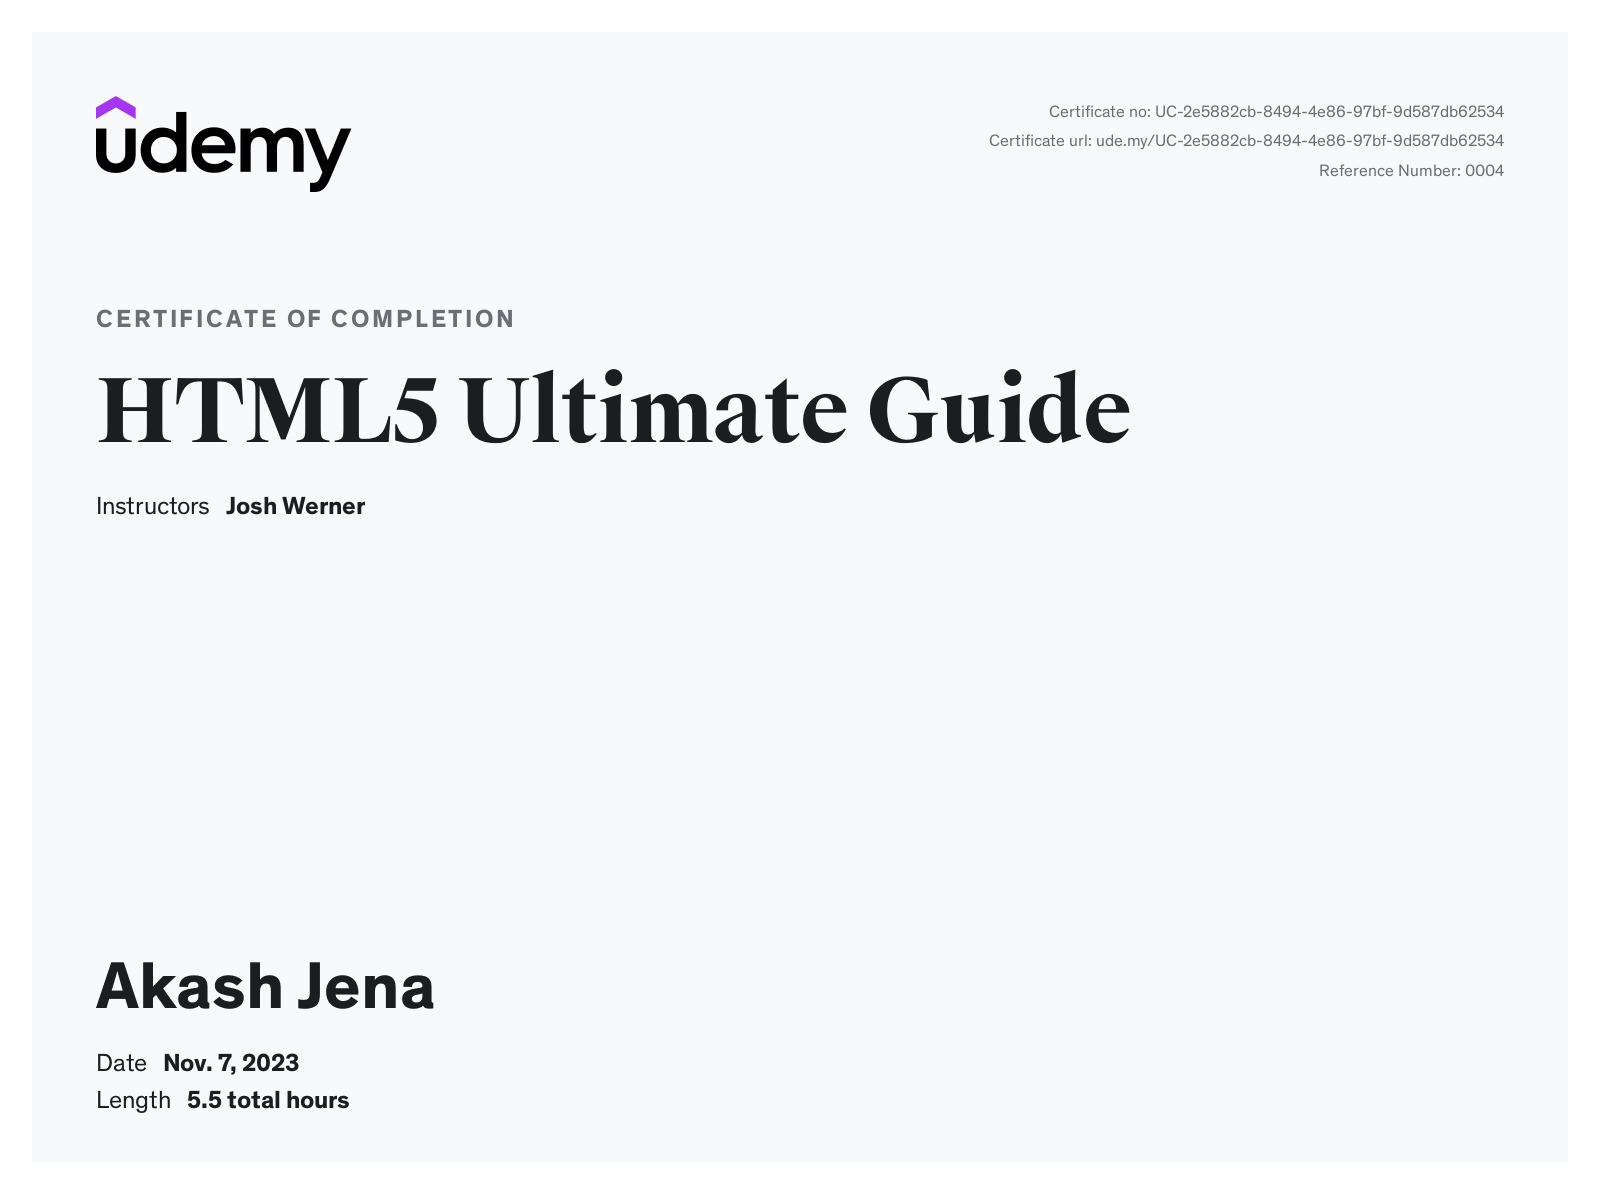 udemy
Certificate no: UC-2e5882cb-8494-4e86-97bf-9d587db62534
Certificate url: ude.my/UC-2e5882cb-8494-4e86-97bf-9d587db62534
Reference Number: 0004
CERTIFICATE OF COMPLETION
HTML5 Ultimate Guide
Instructors Josh Werner
Akash Jena
Date Nov. 7, 2023
Length 5.5 total hours